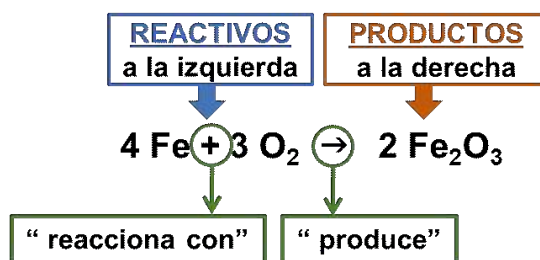 REACTIVOS
a la izquierda
PRODUCTOS
a la derecha
4 Fe + 3 O₂ → 2 Fe₂O₃
“ reacciona con”
“ produce”